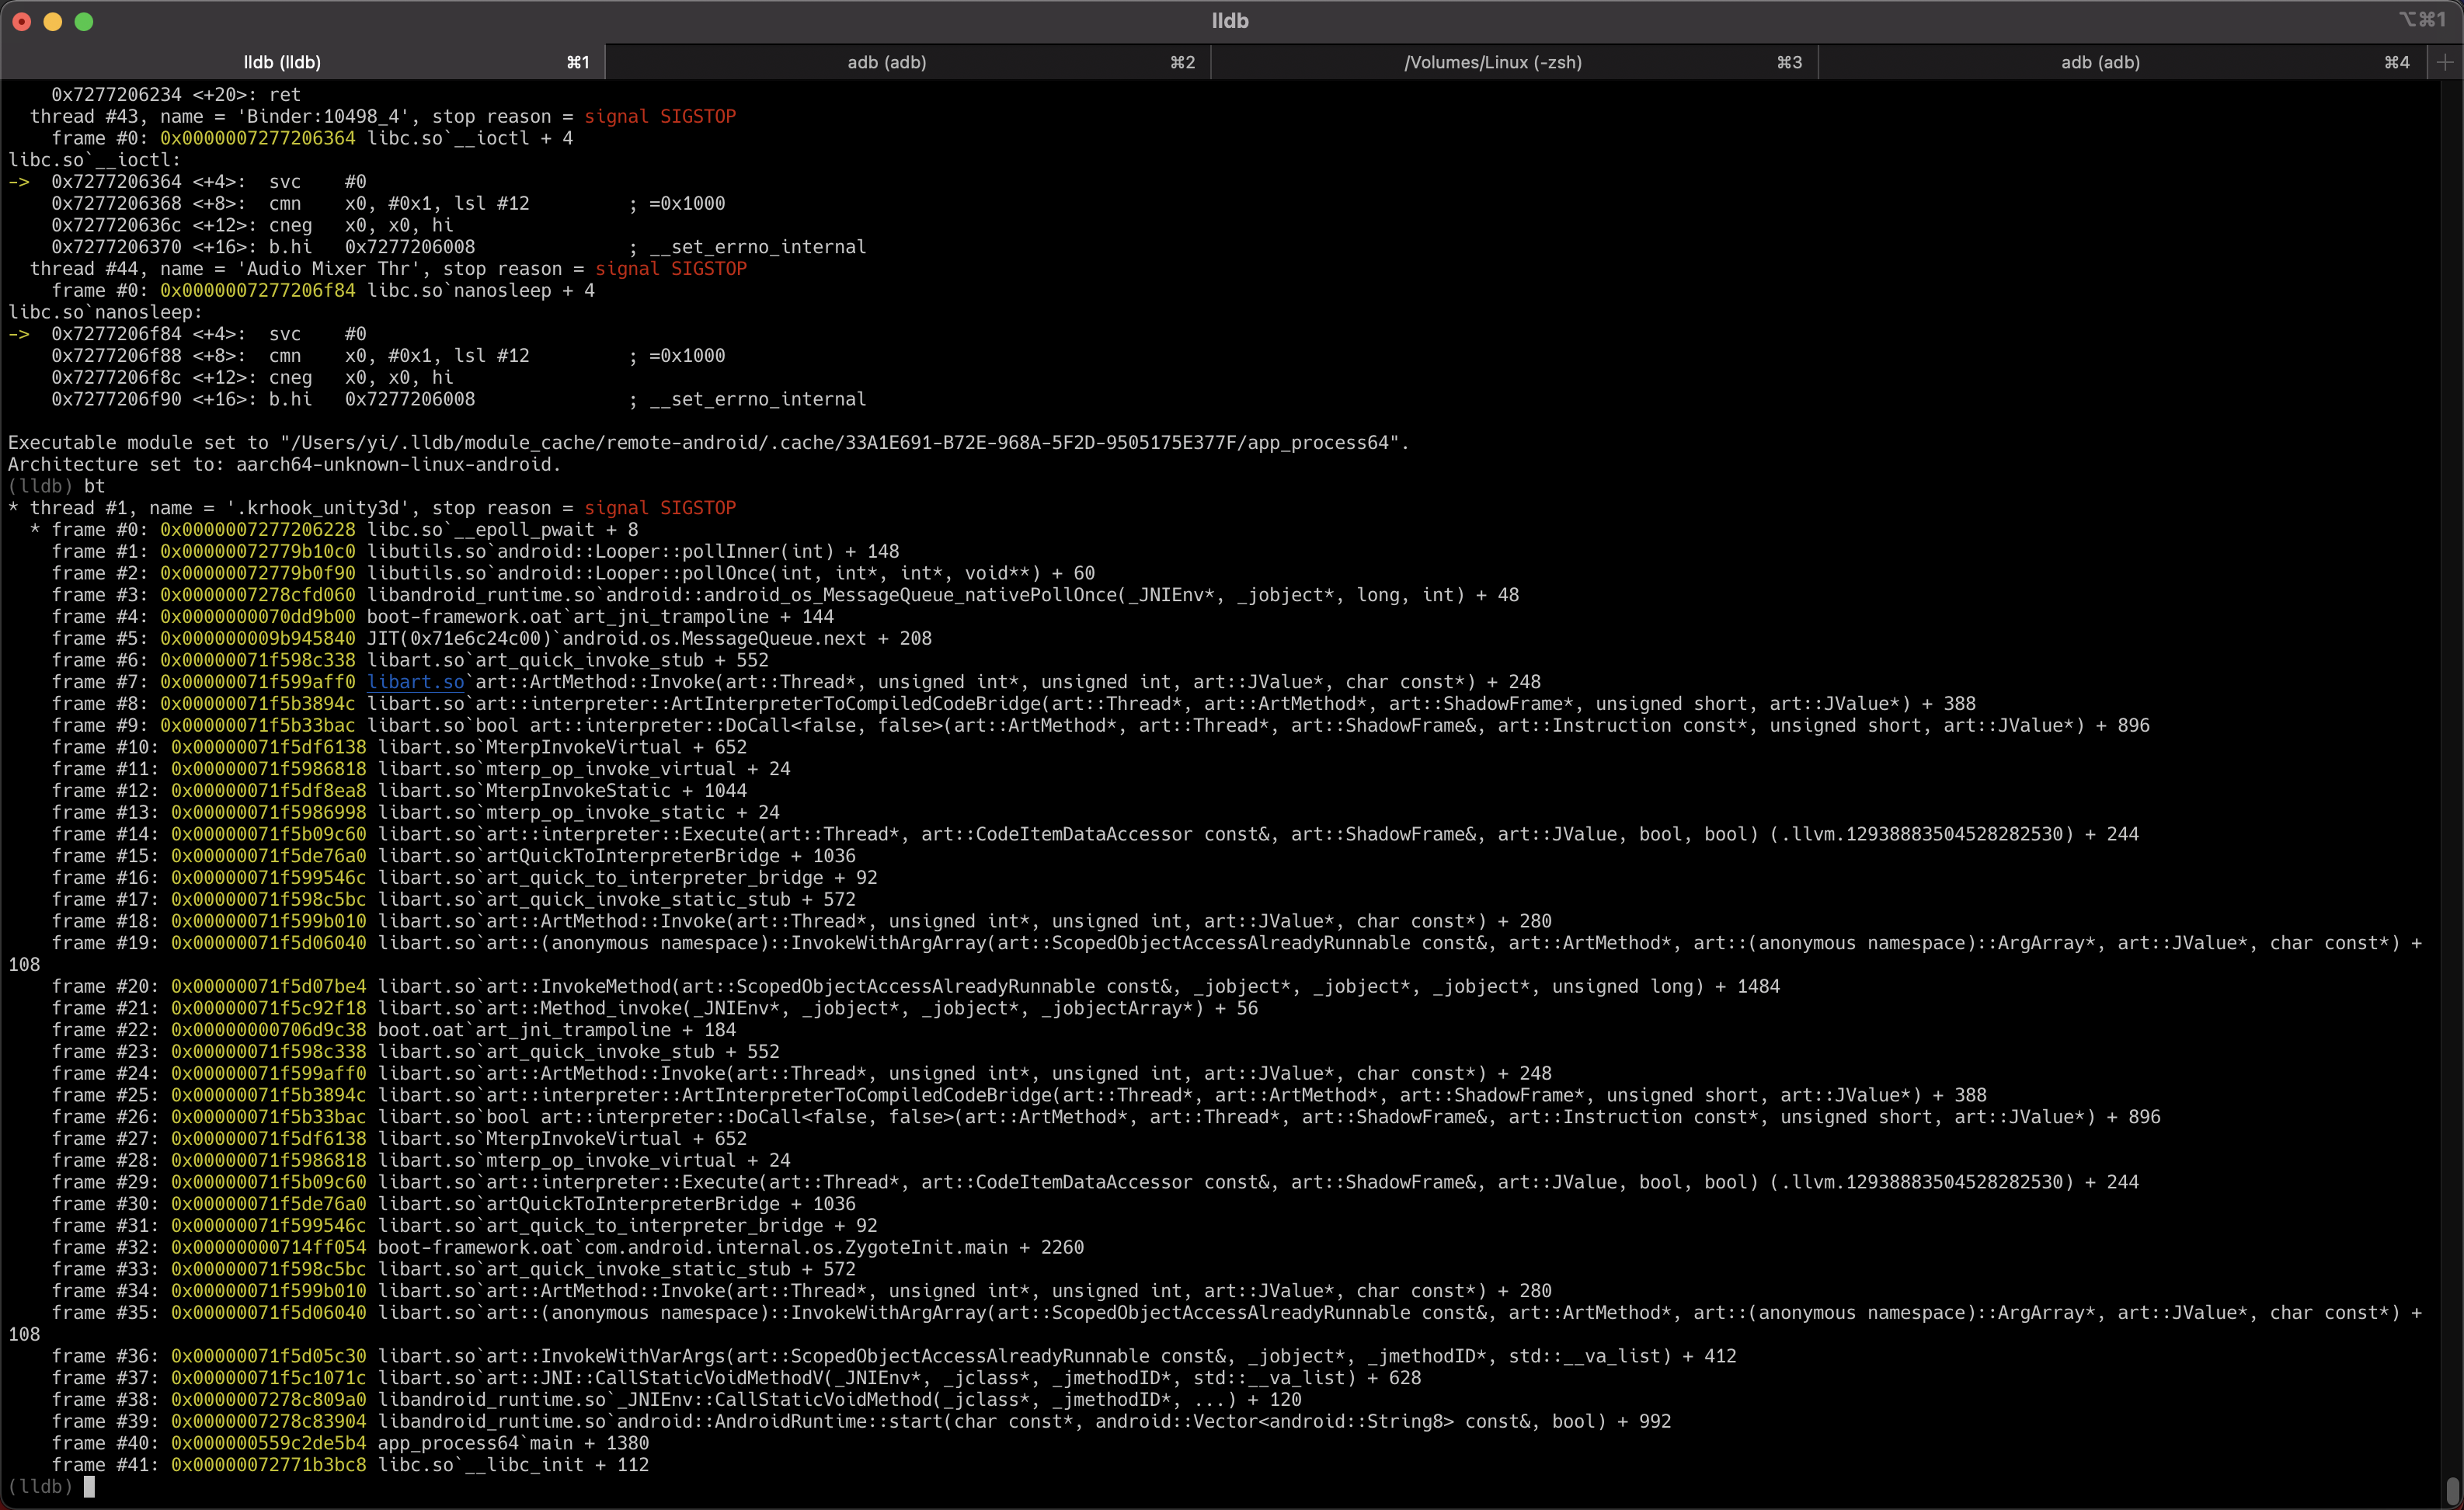 lldb
⌥⌘1
lldb (lldb) ⌘1 adb (adb) ⌘2 /Volumes/Linux (-zsh) ⌘3 adb (adb) ⌘4
    0x7277206234 <+20>: ret
  thread #43, name = 'Binder:10498_4', stop reason = signal SIGSTOP
    frame #0: 0x0000007277206364 libc.so`__ioctl + 4
libc.so`__ioctl:
->  0x7277206364 <+4>:  svc    #0
    0x7277206368 <+8>:  cmn    x0, #0x1, lsl #12         ; =0x1000
    0x727720636c <+12>: cneg   x0, x0, hi
    0x7277206370 <+16>: b.hi   0x7277206008              ; __set_errno_internal
  thread #44, name = 'Audio Mixer Thr', stop reason = signal SIGSTOP
    frame #0: 0x0000007277206f84 libc.so`nanosleep + 4
libc.so`nanosleep:
->  0x7277206f84 <+4>:  svc    #0
    0x7277206f88 <+8>:  cmn    x0, #0x1, lsl #12         ; =0x1000
    0x7277206f8c <+12>: cneg   x0, x0, hi
    0x7277206f90 <+16>: b.hi   0x7277206008              ; __set_errno_internal
Executable module set to "/Users/yi/.lldb/module_cache/remote-android/.cache/33A1E691-B72E-968A-5F2D-9505175E377F/app_process64".
Architecture set to: aarch64-unknown-linux-android.
(lldb) bt
* thread #1, name = '.krhook_unity3d', stop reason = signal SIGSTOP
  * frame #0: 0x0000007277206228 libc.so`__epoll_pwait + 8
    frame #1: 0x00000072779b10c0 libutils.so`android::Looper::pollInner(int) + 148
    frame #2: 0x00000072779b0f90 libutils.so`android::Looper::pollOnce(int, int*, int*, void**) + 60
    frame #3: 0x0000007278cfd060 libandroid_runtime.so`android::android_os_MessageQueue_nativePollOnce(_JNIEnv*, _jobject*, long, int) + 48
    frame #4: 0x0000000070dd9b00 boot-framework.oat`art_jni_trampoline + 144
    frame #5: 0x000000009b945840 JIT(0x71e6c24c00)`android.os.MessageQueue.next + 208
    frame #6: 0x00000071f598c338 libart.so`art_quick_invoke_stub + 552
    frame #7: 0x00000071f599aff0 libart.so`art::ArtMethod::Invoke(art::Thread*, unsigned int*, unsigned int, art::JValue*, char const*) + 248
    frame #8: 0x00000071f5b3894c libart.so`art::interpreter::ArtInterpreterToCompiledCodeBridge(art::Thread*, art::ArtMethod*, art::ShadowFrame*, unsigned short, art::JValue*) + 388
    frame #9: 0x00000071f5b33bac libart.so`bool art::interpreter::DoCall<false, false>(art::ArtMethod*, art::Thread*, art::ShadowFrame&, art::Instruction const*, unsigned short, art::JValue*) + 896
    frame #10: 0x00000071f5df6138 libart.so`MterpInvokeVirtual + 652
    frame #11: 0x00000071f5986818 libart.so`mterp_op_invoke_virtual + 24
    frame #12: 0x00000071f5df8ea8 libart.so`MterpInvokeStatic + 1044
    frame #13: 0x00000071f5986998 libart.so`mterp_op_invoke_static + 24
    frame #14: 0x00000071f5b09c60 libart.so`art::interpreter::Execute(art::Thread*, art::CodeItemDataAccessor const&, art::ShadowFrame&, art::JValue, bool, bool) (.llvm.12938883504528282530) + 244
    frame #15: 0x00000071f5de76a0 libart.so`artQuickToInterpreterBridge + 1036
    frame #16: 0x00000071f599546c libart.so`art_quick_to_interpreter_bridge + 92
    frame #17: 0x00000071f598c5bc libart.so`art_quick_invoke_static_stub + 572
    frame #18: 0x00000071f599b010 libart.so`art::ArtMethod::Invoke(art::Thread*, unsigned int*, unsigned int, art::JValue*, char const*) + 280
    frame #19: 0x00000071f5d06040 libart.so`art::(anonymous namespace)::InvokeWithArgArray(art::ScopedObjectAccessAlreadyRunnable const&, art::ArtMethod*, art::(anonymous namespace)::ArgArray*, art::JValue*, char const*) +
108
    frame #20: 0x00000071f5d07be4 libart.so`art::InvokeMethod(art::ScopedObjectAccessAlreadyRunnable const&, _jobject*, _jobject*, _jobject*, unsigned long) + 1484
    frame #21: 0x00000071f5c92f18 libart.so`art::Method_invoke(_JNIEnv*, _jobject*, _jobject*, _jobjectArray*) + 56
    frame #22: 0x00000000706d9c38 boot.oat`art_jni_trampoline + 184
    frame #23: 0x00000071f598c338 libart.so`art_quick_invoke_stub + 552
    frame #24: 0x00000071f599aff0 libart.so`art::ArtMethod::Invoke(art::Thread*, unsigned int*, unsigned int, art::JValue*, char const*) + 248
    frame #25: 0x00000071f5b3894c libart.so`art::interpreter::ArtInterpreterToCompiledCodeBridge(art::Thread*, art::ArtMethod*, art::ShadowFrame*, unsigned short, art::JValue*) + 388
    frame #26: 0x00000071f5b33bac libart.so`bool art::interpreter::DoCall<false, false>(art::ArtMethod*, art::Thread*, art::ShadowFrame&, art::Instruction const*, unsigned short, art::JValue*) + 896
    frame #27: 0x00000071f5df6138 libart.so`MterpInvokeVirtual + 652
    frame #28: 0x00000071f5986818 libart.so`mterp_op_invoke_virtual + 24
    frame #29: 0x00000071f5b09c60 libart.so`art::interpreter::Execute(art::Thread*, art::CodeItemDataAccessor const&, art::ShadowFrame&, art::JValue, bool, bool) (.llvm.12938883504528282530) + 244
    frame #30: 0x00000071f5de76a0 libart.so`artQuickToInterpreterBridge + 1036
    frame #31: 0x00000071f599546c libart.so`art_quick_to_interpreter_bridge + 92
    frame #32: 0x00000000714ff054 boot-framework.oat`com.android.internal.os.ZygoteInit.main + 2260
    frame #33: 0x00000071f598c5bc libart.so`art_quick_invoke_static_stub + 572
    frame #34: 0x00000071f599b010 libart.so`art::ArtMethod::Invoke(art::Thread*, unsigned int*, unsigned int, art::JValue*, char const*) + 280
    frame #35: 0x00000071f5d06040 libart.so`art::(anonymous namespace)::InvokeWithArgArray(art::ScopedObjectAccessAlreadyRunnable const&, art::ArtMethod*, art::(anonymous namespace)::ArgArray*, art::JValue*, char const*) +
108
    frame #36: 0x00000071f5d05c30 libart.so`art::InvokeWithVarArgs(art::ScopedObjectAccessAlreadyRunnable const&, _jobject*, _jmethodID*, std::__va_list) + 412
    frame #37: 0x00000071f5c1071c libart.so`art::JNI::CallStaticVoidMethodV(_JNIEnv*, _jclass*, _jmethodID*, std::__va_list) + 628
    frame #38: 0x0000007278c809a0 libandroid_runtime.so`_JNIEnv::CallStaticVoidMethod(_jclass*, _jmethodID*, ...) + 120
    frame #39: 0x0000007278c83904 libandroid_runtime.so`android::AndroidRuntime::start(char const*, android::Vector<android::String8> const&, bool) + 992
    frame #40: 0x000000559c2de5b4 app_process64`main + 1380
    frame #41: 0x00000072771b3bc8 libc.so`__libc_init + 112
(lldb)